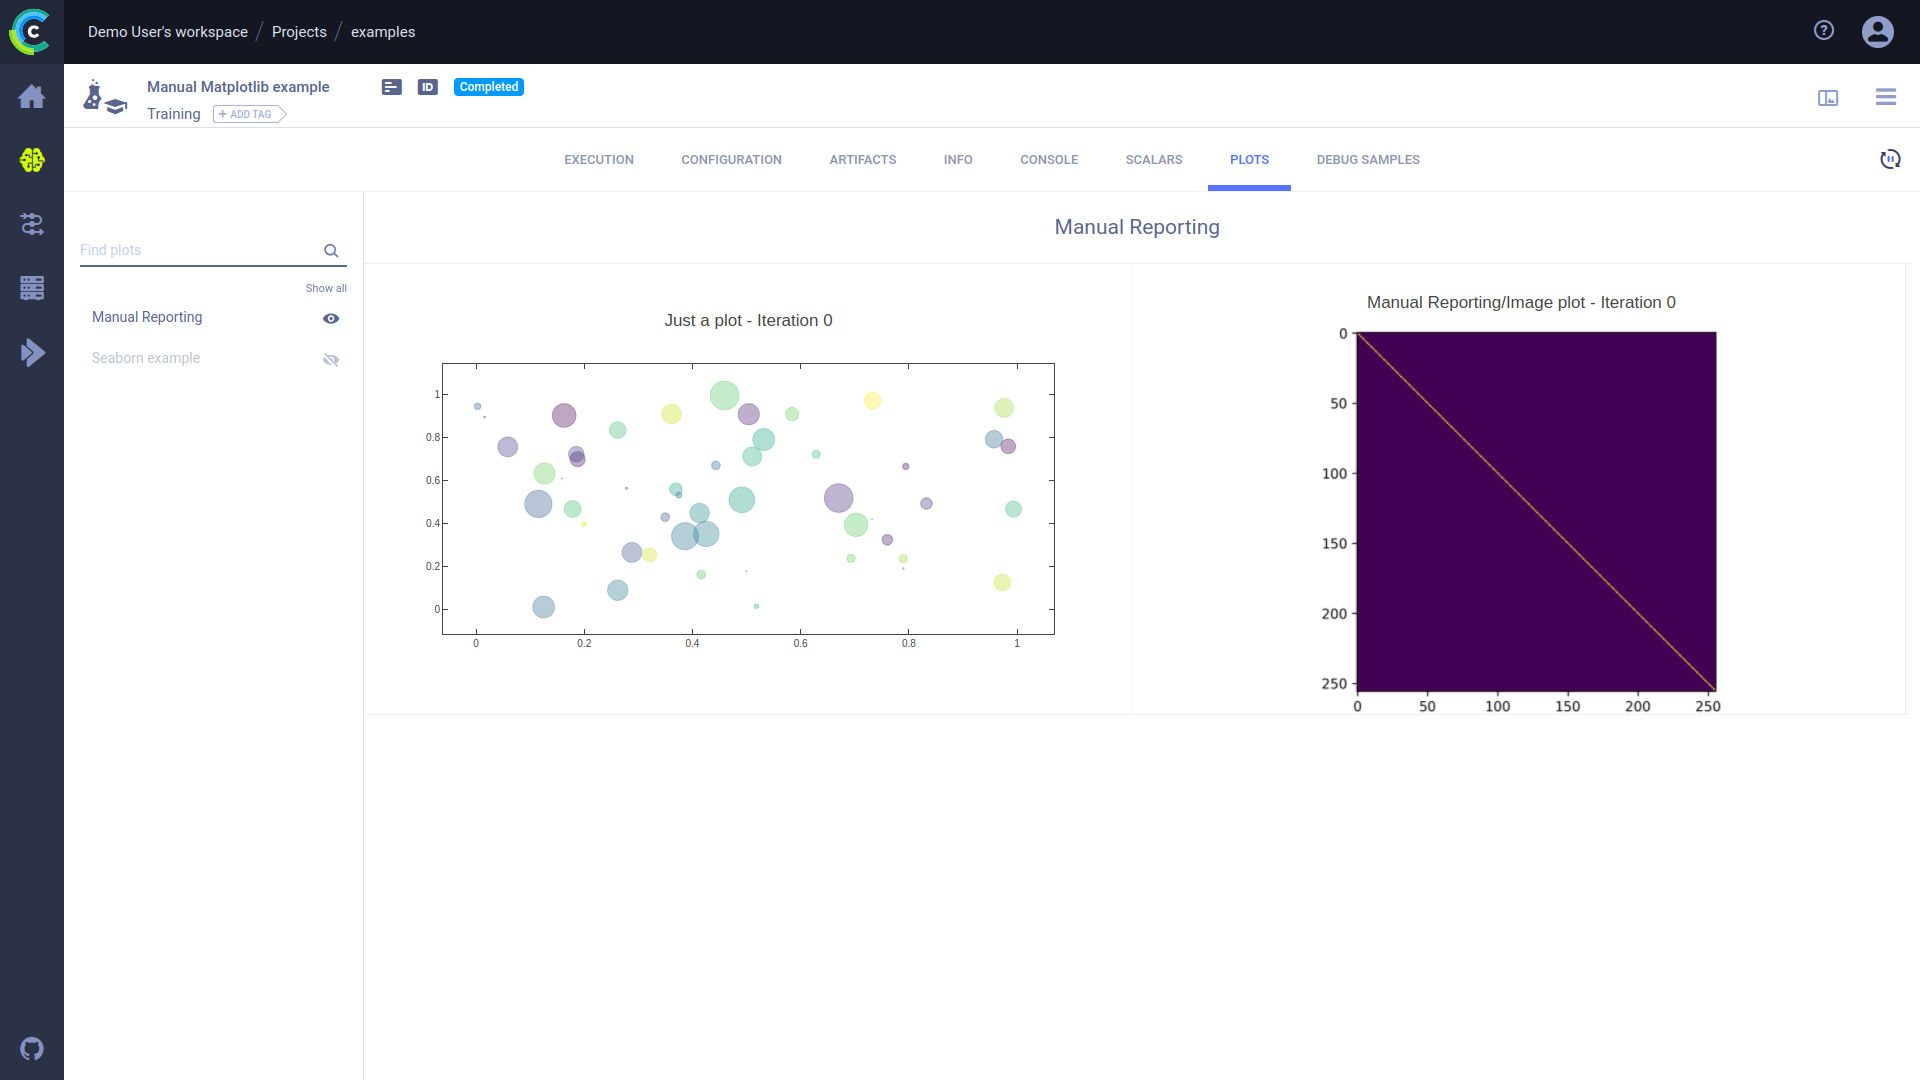 Demo User's workspace / Projects / examples
Manual Matplotlib example
ID
Completed
Training
+ ADD TAG
EXECUTION
CONFIGURATION
ARTIFACTS
INFO
CONSOLE
SCALARS
PLOTS
DEBUG SAMPLES
Find plots
Show all
Manual Reporting
Seaborn example
Manual Reporting
Just a plot - Iteration 0
1
0.8
0.6
0.4
0.2
0
0 0.2 0.4 0.6 0.8 1
Manual Reporting/Image plot - Iteration 0
0
50
100
150
200
250
0 50 100 150 200 250